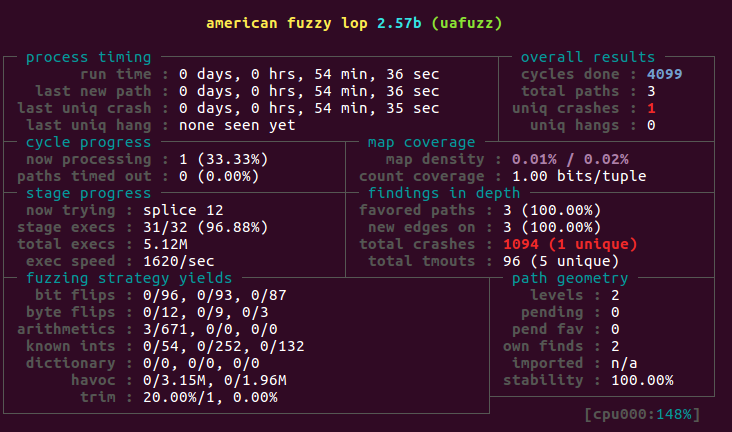 american fuzzy lop 2.57b (uafuzz)
process timing overall results
run time : 0 days, 0 hrs, 54 min, 36 sec cycles done : 4099
last new path : 0 days, 0 hrs, 54 min, 36 sec total paths : 3
last uniq crash : 0 days, 0 hrs, 54 min, 35 sec uniq crashes : 1
last uniq hang : none seen yet uniq hangs : 0
cycle progress map coverage
now processing : 1 (33.33%) map density : 0.01% / 0.02%
paths timed out : 0 (0.00%) count coverage : 1.00 bits/tuple
stage progress findings in depth
now trying : splice 12 favored paths : 3 (100.00%)
stage execs : 31/32 (96.88%) new edges on : 3 (100.00%)
total execs : 5.12M total crashes : 1094 (1 unique)
exec speed : 1620/sec total tmouts : 96 (5 unique)
fuzzing strategy yields path geometry
bit flips : 0/96, 0/93, 0/87 levels : 2
byte flips : 0/12, 0/9, 0/3 pending : 0
arithmetics : 3/671, 0/0, 0/0 pend fav : 0
known ints : 0/54, 0/252, 0/132 own finds : 2
dictionary : 0/0, 0/0, 0/0 imported : n/a
havoc : 0/3.15M, 0/1.96M stability : 100.00%
trim : 20.00%/1, 0.00%
[cpu000:148%]